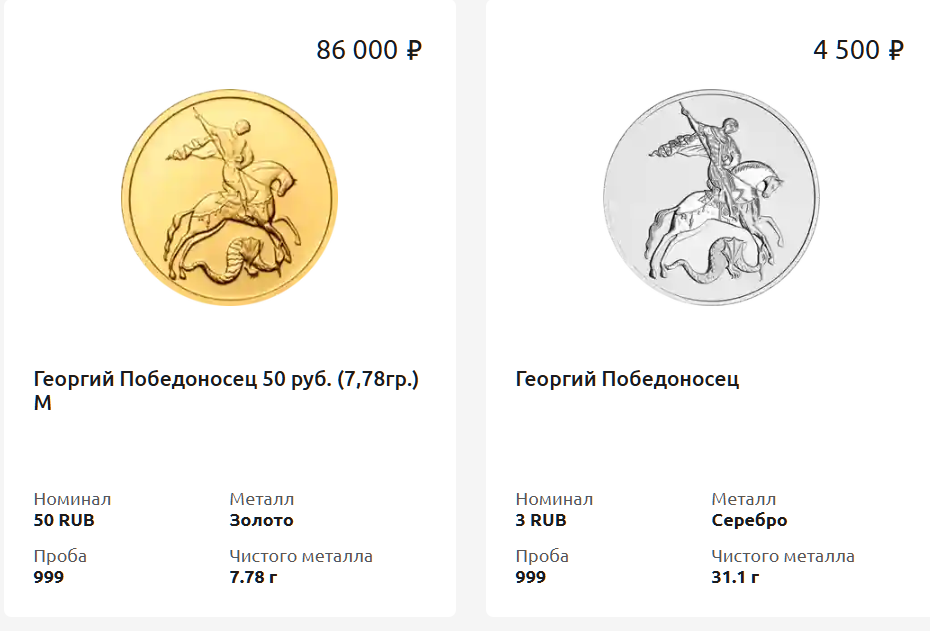 86 000 ₽
Георгий Победоносец 50 руб. (7,78гр.)
М
Номинал
50 RUB
Металл
Золото
Проба
999
Чистого металла
7.78 г
4 500 ₽
Георгий Победоносец
Номинал
3 RUB
Металл
Серебро
Проба
999
Чистого металла
31.1 г